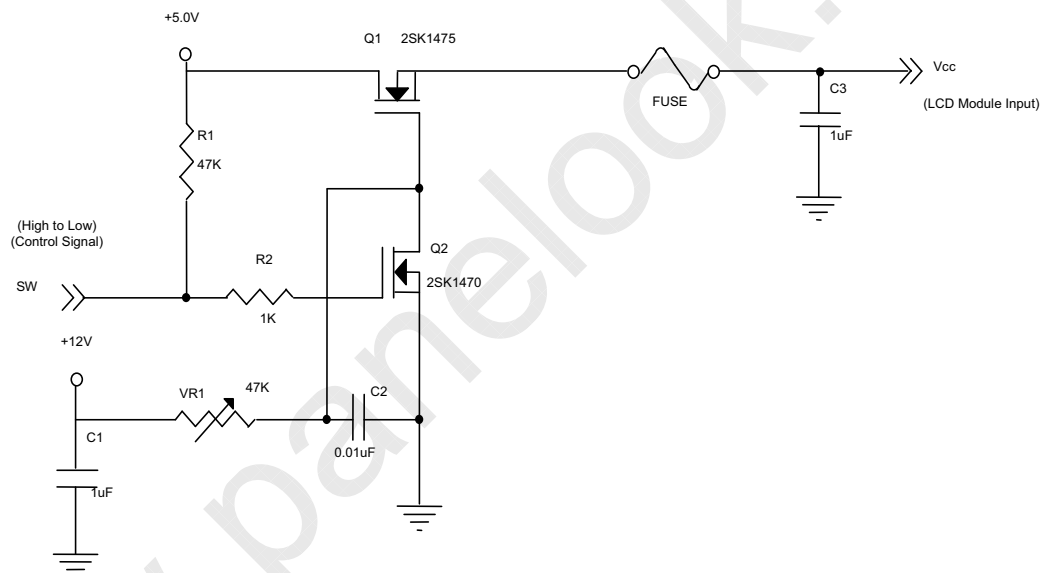 +5.0V
Q1 2SK1475
R1
47K
FUSE
C3
1uF
Vcc
(LCD Module Input)
(High to Low)
(Control Signal)
SW
R2
1K
Q2
2SK1470
+12V
VR1 47K
C2
0.01uF
C1
1uF
panelook.